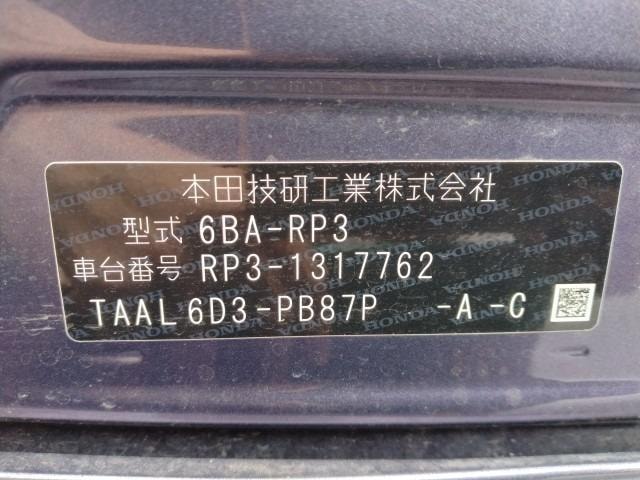 本田技研工業株式会社
型式 6BA-RP3
車台番号 RP3-1317762
TAAL 6D3-PB87P -A -C